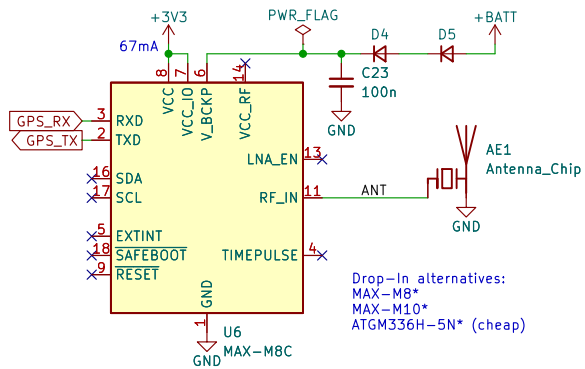 +3V3
PWR_FLAG
+BATT
67mA
D4
D5
8
7
6
14
VCC
VCC_IO
V_BCKP
VCC_RF
C23
100n
GND
GPS_RX
3
RXD
GPS_TX
2
TXD
LNA_EN
13
AE1
Antenna_Chip
16
SDA
17
SCL
RF_IN
11
ANT
GND
5
EXTINT
18
SAFEBOOT
TIMEPULSE
4
9
RESET
GND
1
Drop-In alternatives:
MAX-M8*
MAX-M10*
ATGM336H-5N* (cheap)
U6
MAX-M8C
GND